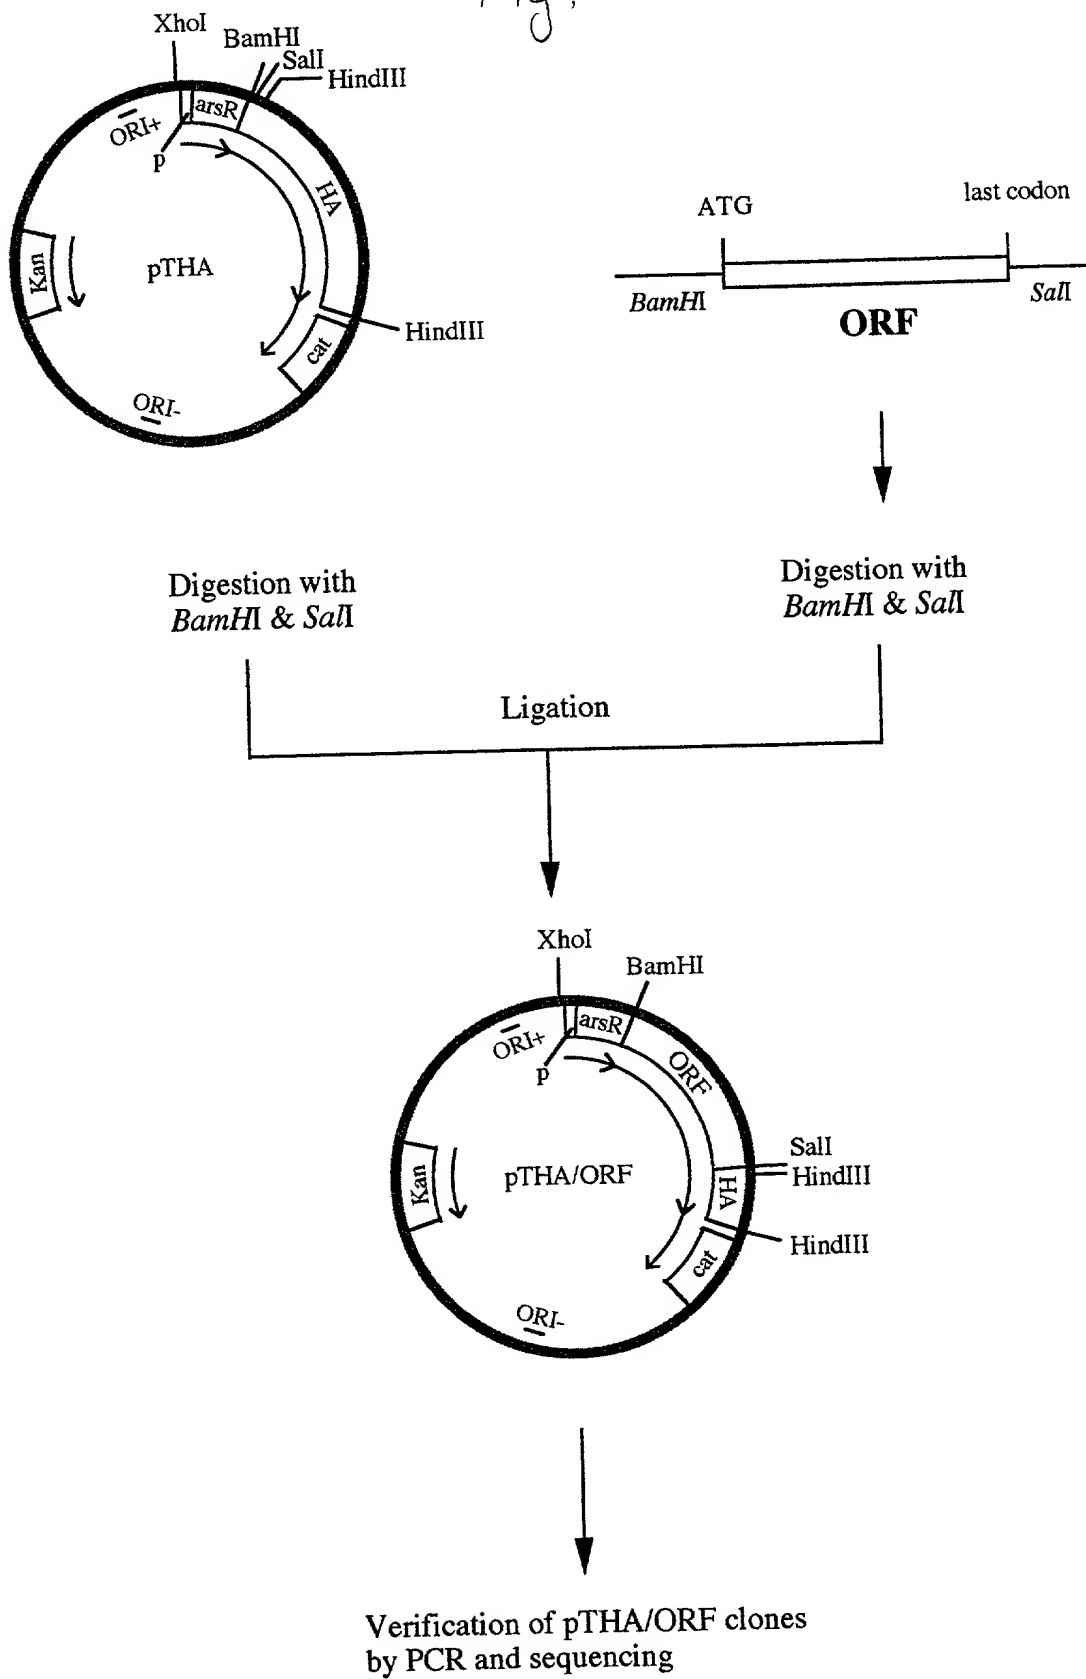 Fig.
XhoI
BamHI
SalI
HindIII
ORI+
arsR
p
HA
Kan
pTHA
HindIII
cat
ORI-
ATG
last codon
BamHI
SalI
ORF
Digestion with
BamHI & SalI
Digestion with
BamHI & SalI
Ligation
XhoI
BamHI
ORI+
arsR
p
ORF
Kan
pTHA/ORF
SalI
HindIII
HA
HindIII
cat
ORI-
Verification of pTHA/ORF clones
by PCR and sequencing